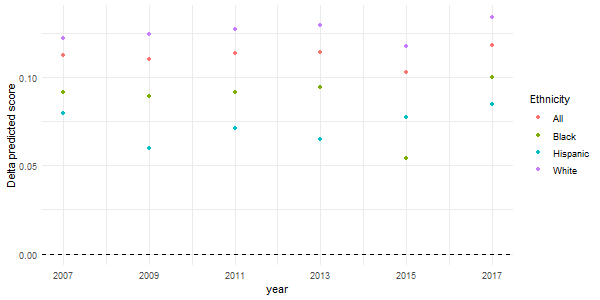 Delta predicted score
0.10
0.05
0.00
2007 2009 2011 2013 2015 2017
year
Ethnicity
All
Black
Hispanic
White